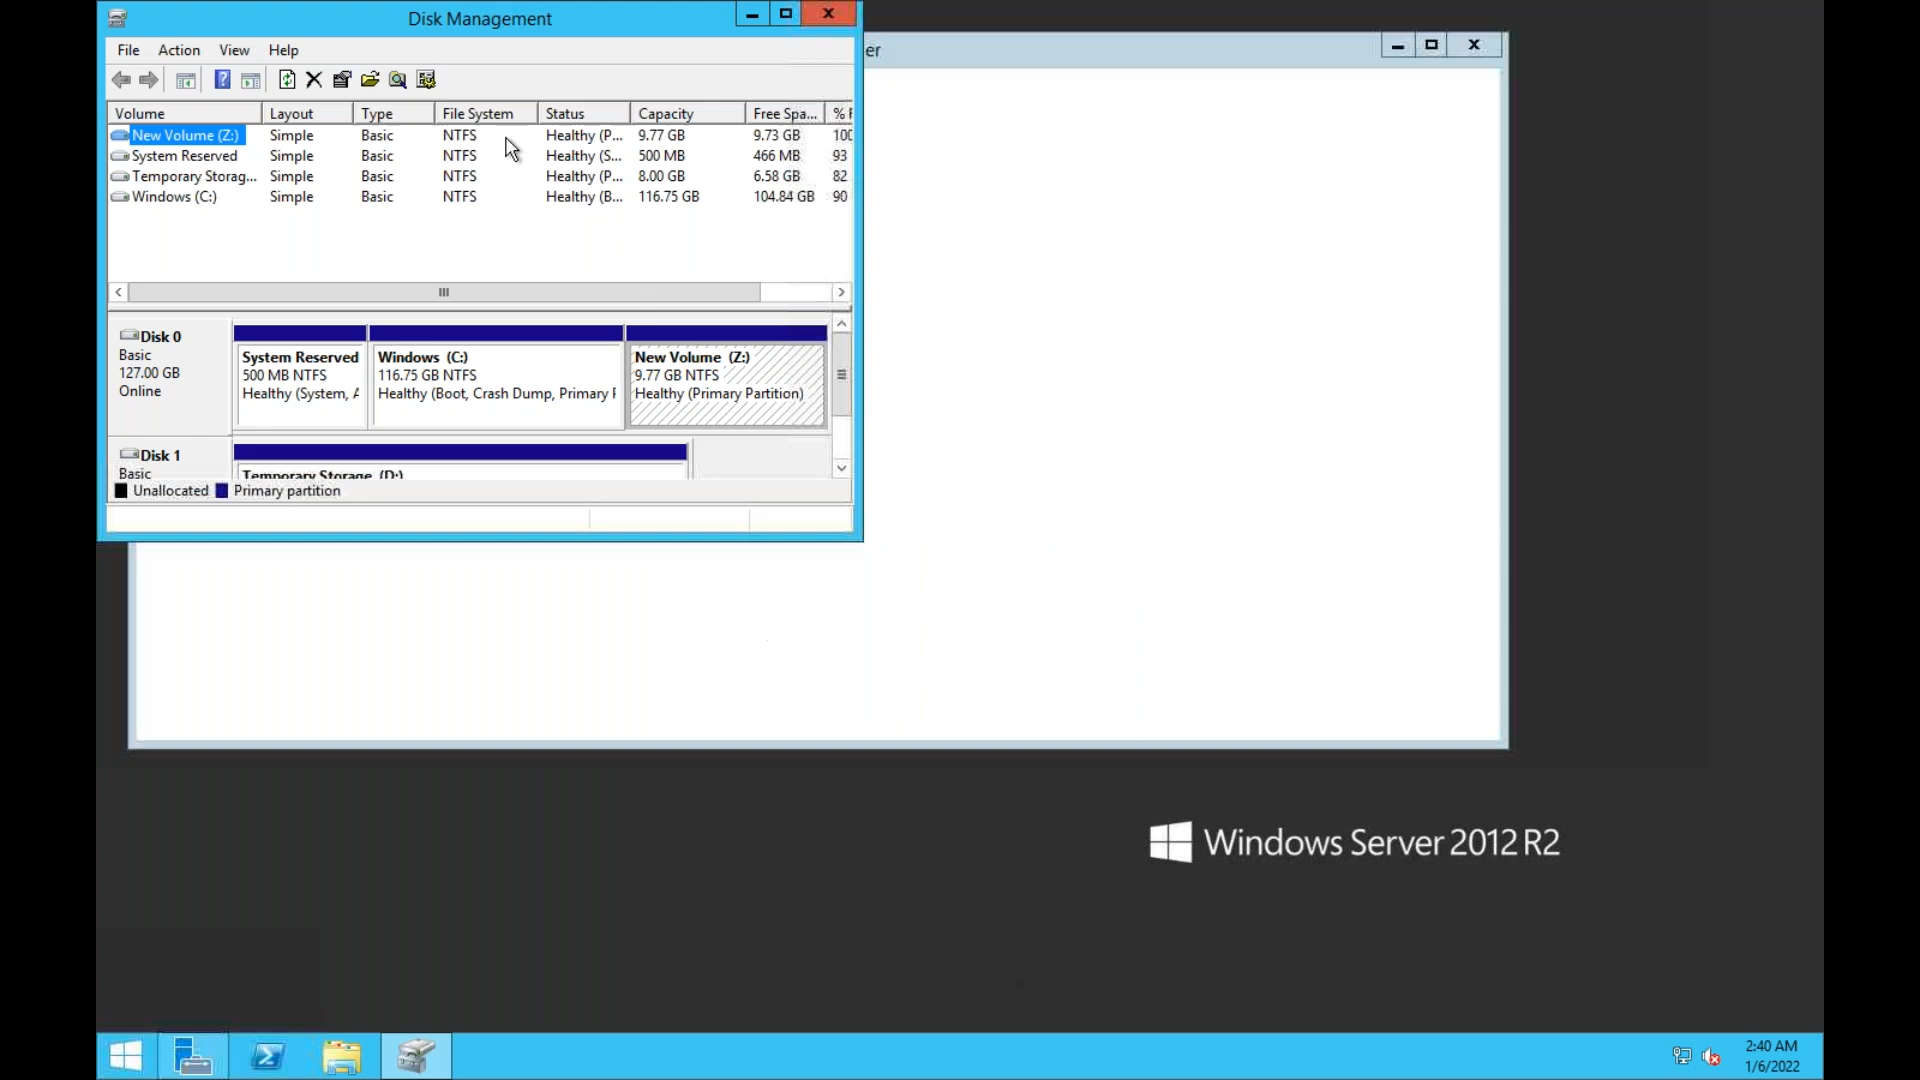 Disk Management
er
File Action View Help
Volume Layout Type File System Status Capacity Free Spa... %
New Volume (Z:) Simple Basic NTFS Healthy (P... 9.77 GB 9.73 GB 100
System Reserved Simple Basic NTFS Healthy (S... 500 MB 466 MB 93
Temporary Storag... Simple Basic NTFS Healthy (P... 8.00 GB 6.58 GB 82
Windows (C:) Simple Basic NTFS Healthy (B... 116.75 GB 104.84 GB 90
Disk 0
Basic
127.00 GB
Online
System Reserved
500 MB NTFS
Healthy (System, A
Windows (C:)
116.75 GB NTFS
Healthy (Boot, Crash Dump, Primary
New Volume (Z:)
9.77 GB NTFS
Healthy (Primary Partition)
Disk 1
Basic
Temporary Storage (D:)
Unallocated Primary partition
Windows Server 2012 R2
2:40 AM
1/6/2022